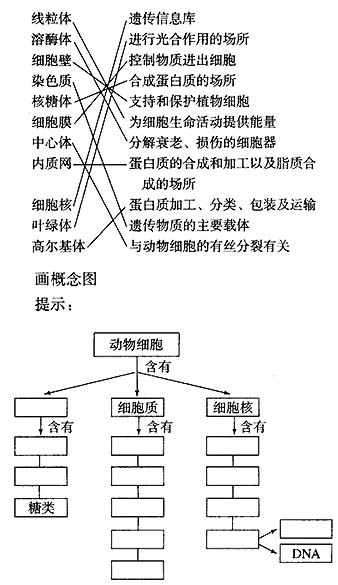 线粒体 遗传信息库
溶酶体 进行光合作用的场所
细胞壁 控制物质进出细胞
染色质 合成蛋白质的场所
核糖体 支持和保护植物细胞
细胞膜 为细胞生命活动提供能量
中心体 分解衰老、损伤的细胞器
内质网 蛋白质的合成和加工以及脂质合
成的场所
细胞核 蛋白质加工、分类、包装及运输
叶绿体 遗传物质的主要载体
高尔基体 与动物细胞的有丝分裂有关
画概念图
提示：
动物细胞
含有
细胞质 细胞核
含有 含有 含有
糖类
DNA